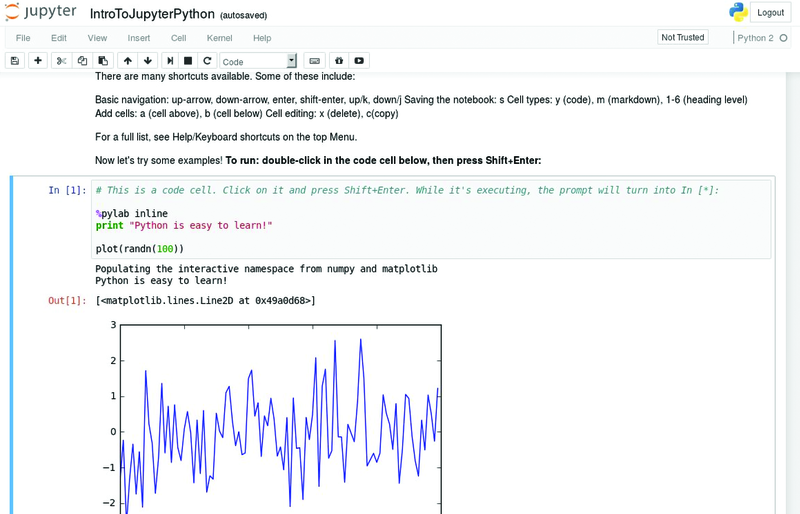 jupyter IntroToJupyterPython (autosaved) Logout
File Edit View Insert Cell Kernel Help Not Trusted Python 2
Code
There are many shortcuts available. Some of these include:
Basic navigation: up-arrow, down-arrow, enter, shift-enter, up/k, down/j Saving the notebook: s Cell types: y (code), m (markdown), 1-6 (heading level)
Add cells: a (cell above), b (cell below) Cell editing: x (delete), c(copy)
For a full list, see Help/Keyboard shortcuts on the top Menu.
Now let's try some examples! To run: double-click in the code cell below, then press Shift+Enter:
In [1]: # This is a code cell. Click on it and press Shift+Enter. While it's executing, the prompt will turn into In [*]:
%pylab inline
print "Python is easy to learn!"
plot(randn(100))
Populating the interactive namespace from numpy and matplotlib
Python is easy to learn!
Out[1]: [<matplotlib.lines.Line2D at 0x49a0d68>]
3
2
1
0
−1
−2